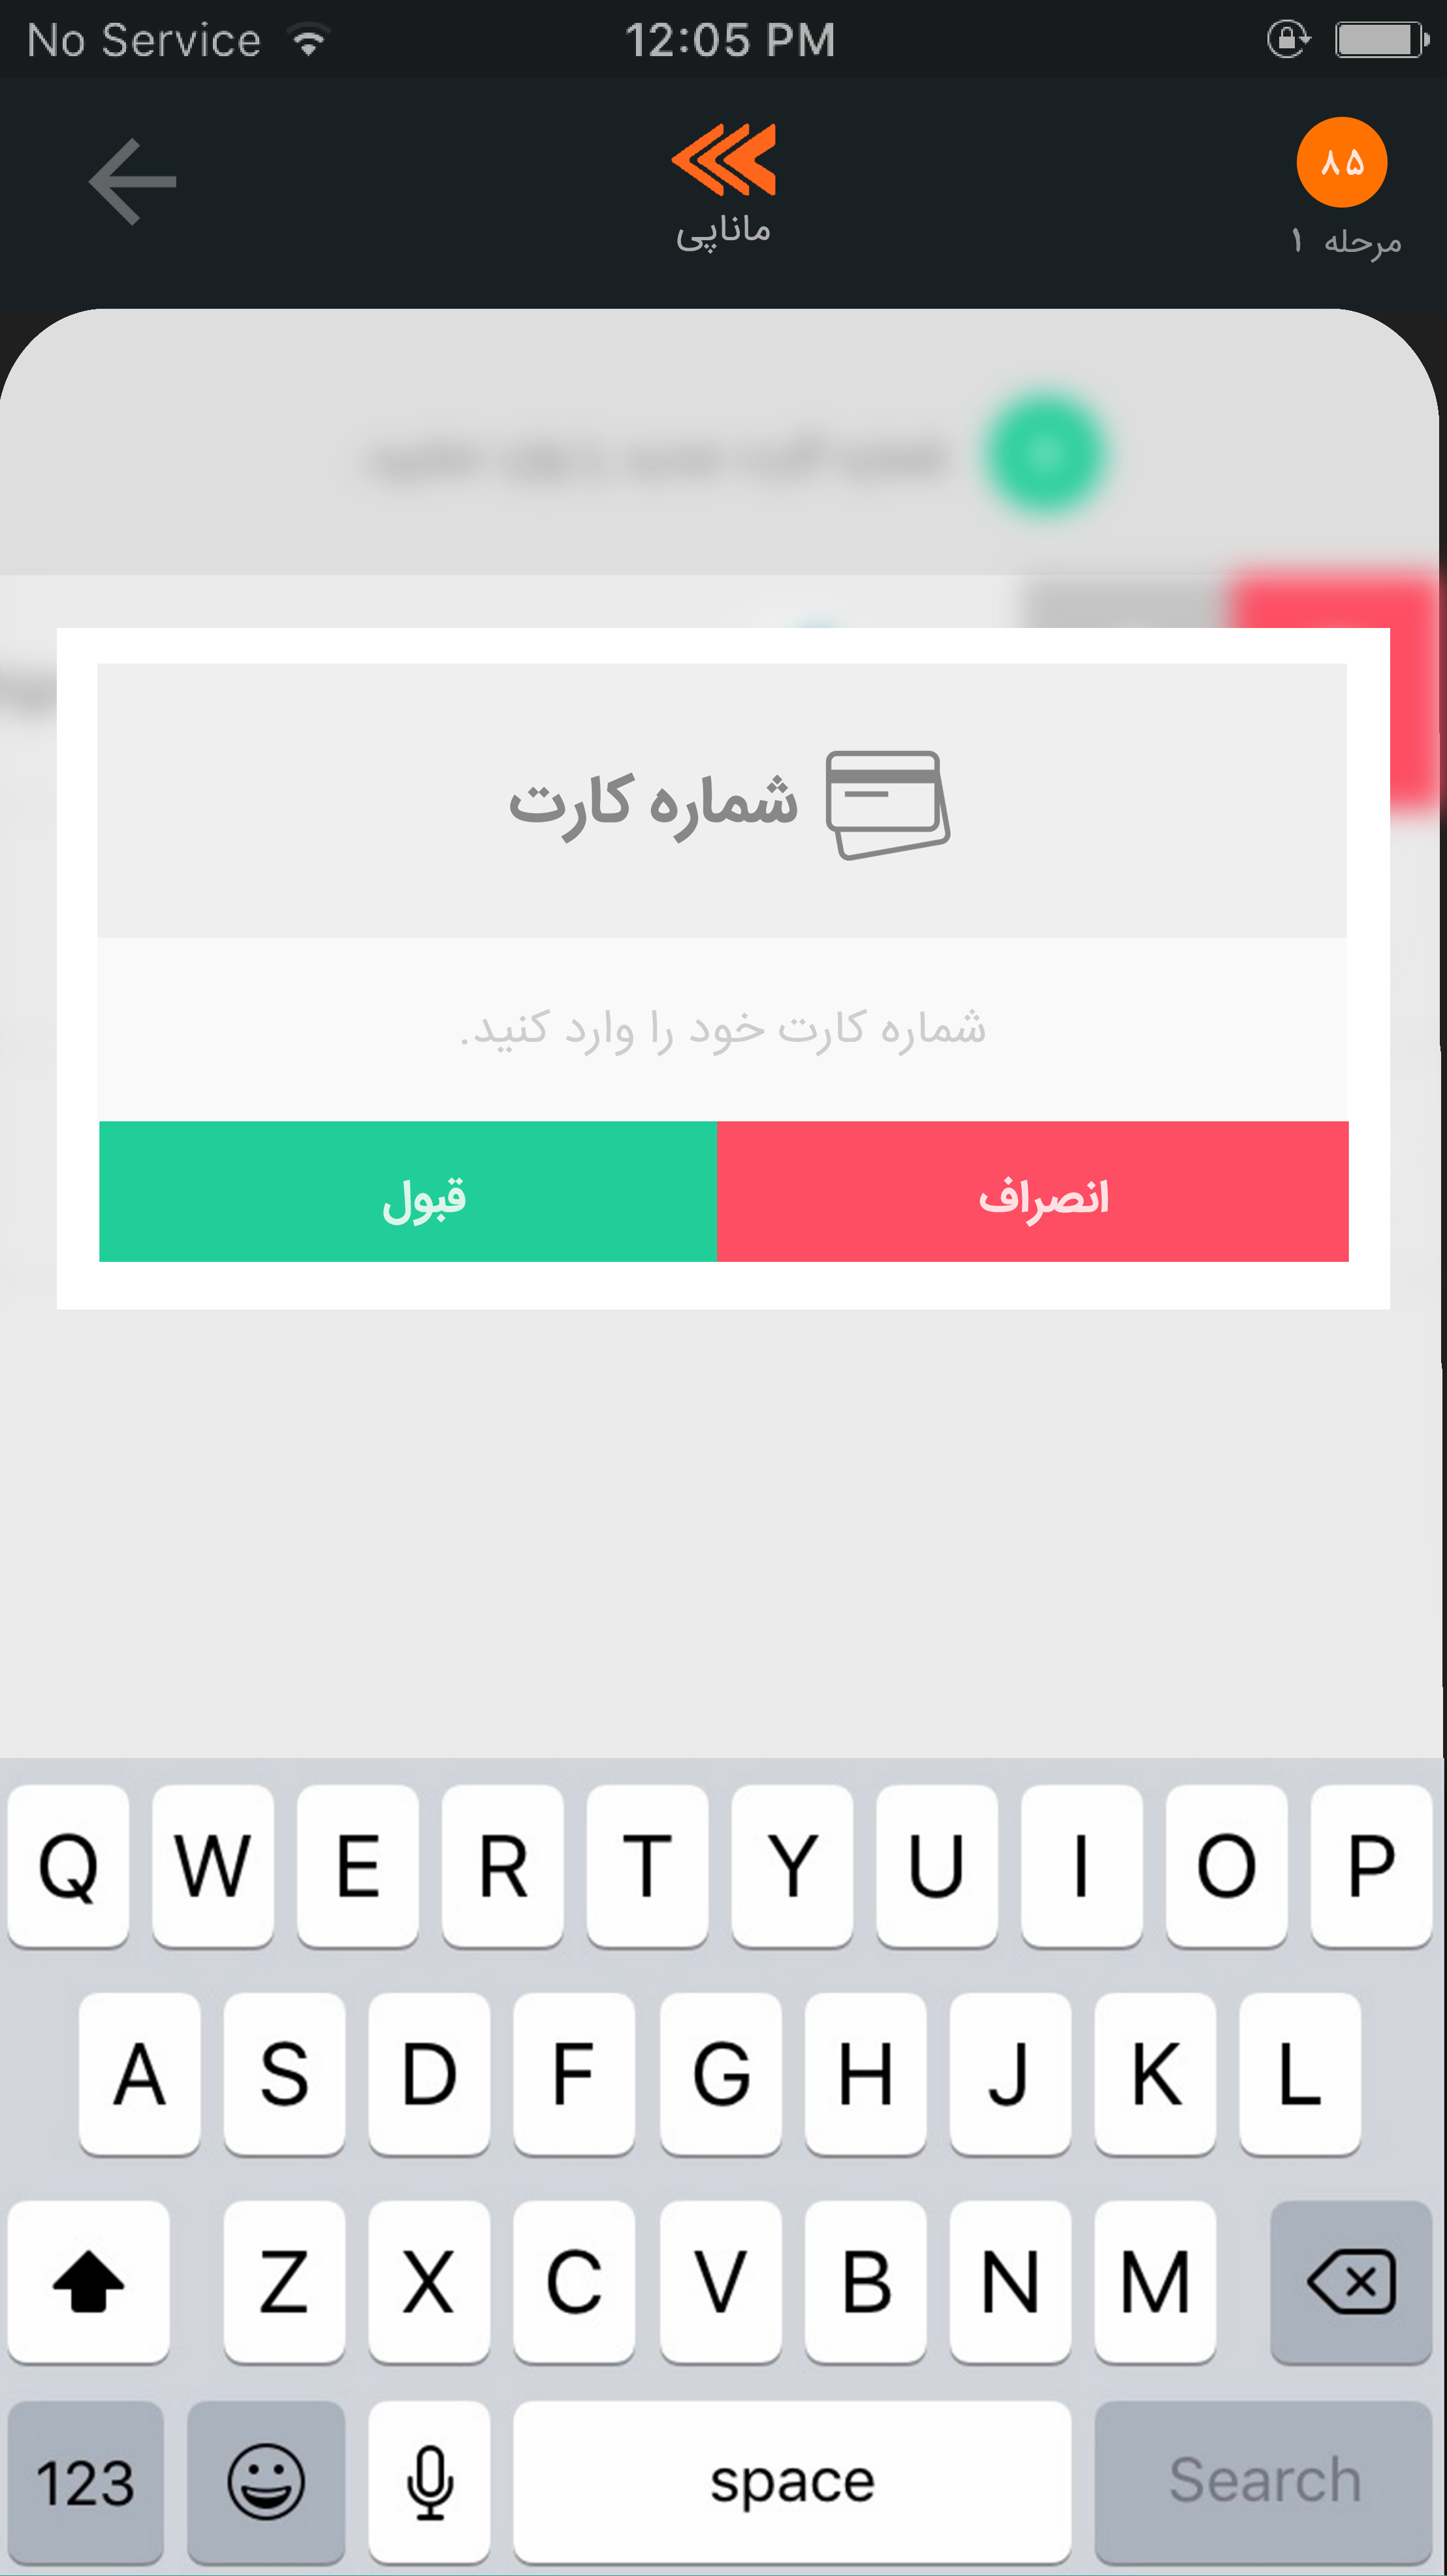 No Service 12:05 PM
۸۵
ماناپی
مرحله ۱
شماره کارت
شماره کارت خود را وارد کنید.
انصراف
قبول
Q W E R T Y U I O P
A S D F G H J K L
Z X C V B N M
123 space Search